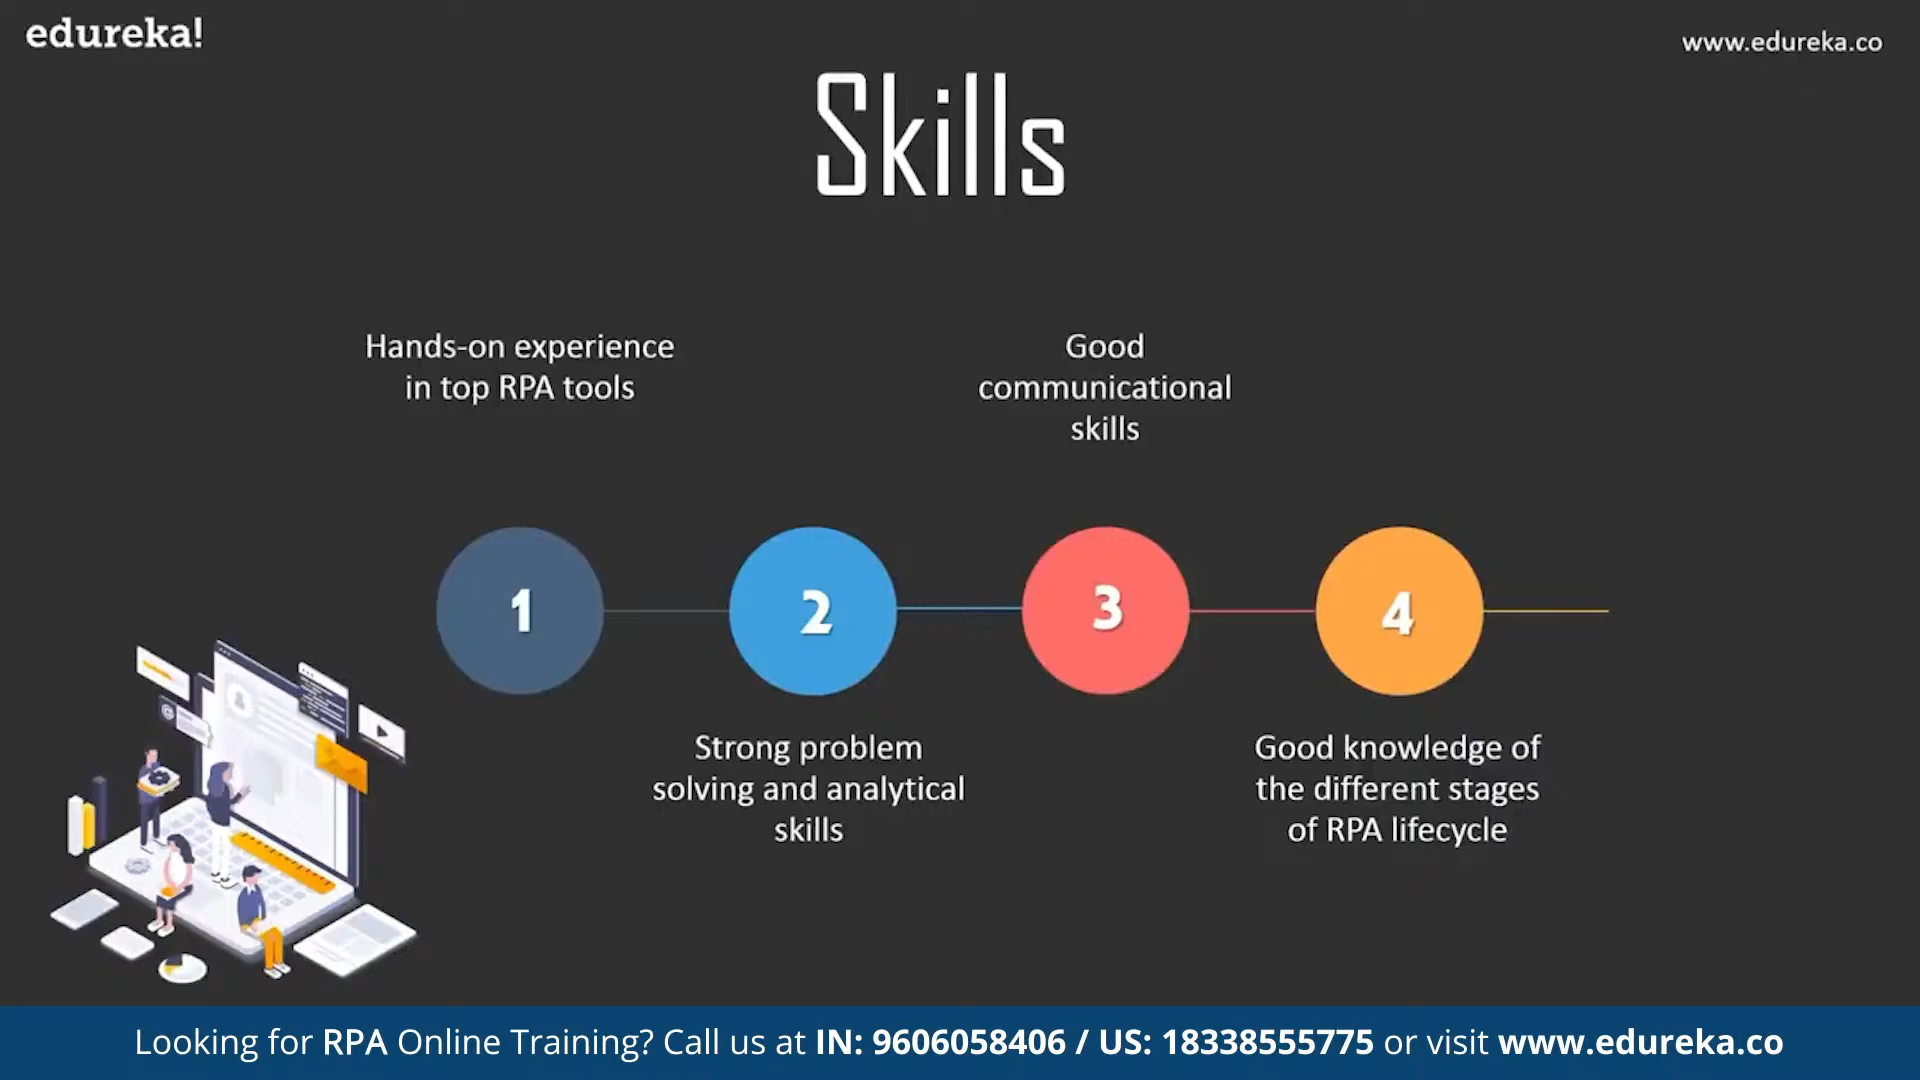 edureka!
www.edureka.co
Skills
Hands-on experience
in top RPA tools
Good
communicational
skills
1
2
3
4
Strong problem
solving and analytical
skills
Good knowledge of
the different stages
of RPA lifecycle
Looking for RPA Online Training? Call us at IN: 9606058406 / US: 18338555775 or visit www.edureka.co